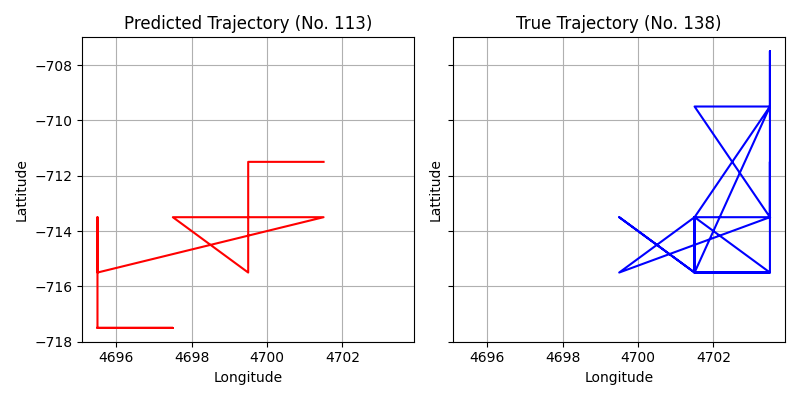 Predicted Trajectory (No. 113)
True Trajectory (No. 138)
Lattitude
−708
−710
−712
−714
−716
−718
4696
4698
4700
4702
Longitude
Lattitude
4696
4698
4700
4702
Longitude